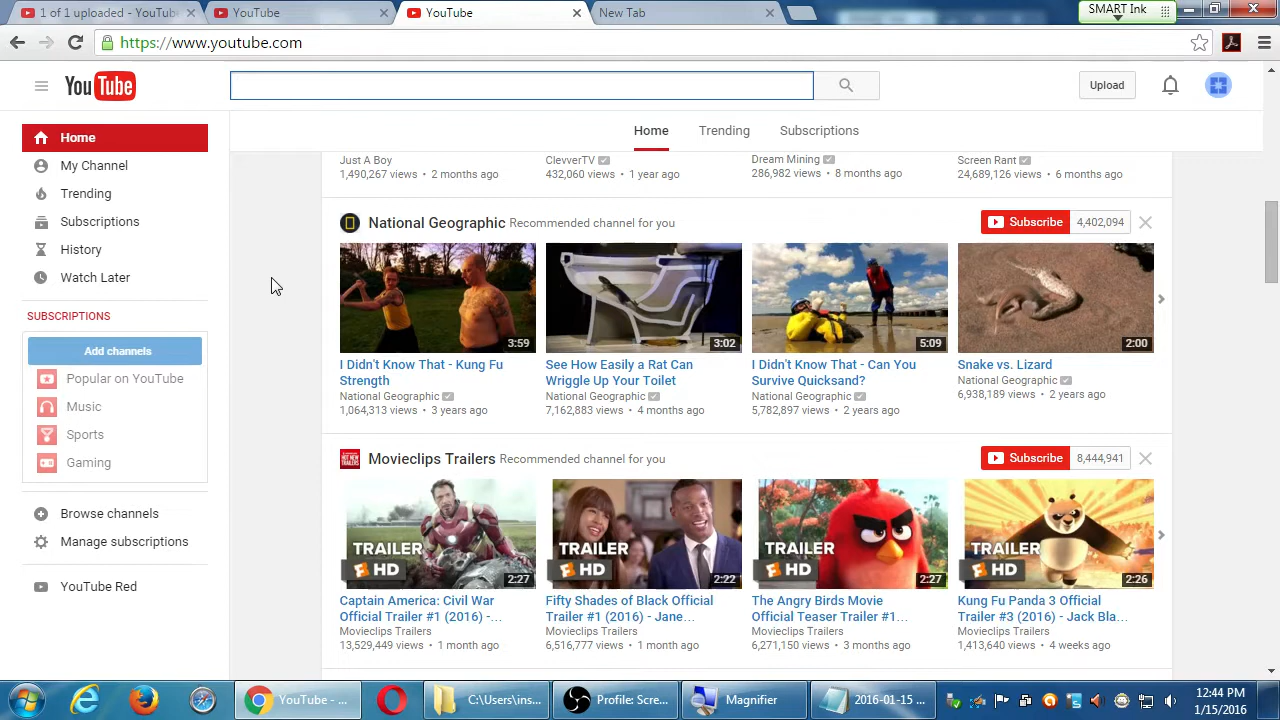 1 of 1 uploaded - YouTub
YouTube
YouTube
New Tab
SMART Ink
https://www.youtube.com
YouTube
Upload
Home
My Channel
Trending
Subscriptions
History
Watch Later
SUBSCRIPTIONS
Add channels
Popular on YouTube
Music
Sports
Gaming
Browse channels
Manage subscriptions
YouTube Red
Home Trending Subscriptions
Just A Boy
1,490,267 views • 2 months ago
ClevverTV
432,060 views • 1 year ago
Dream Mining
286,982 views • 8 months ago
Screen Rant
24,689,126 views • 6 months ago
National Geographic Recommended channel for you
Subscribe 4,402,094
3:59
I Didn't Know That - Kung Fu
Strength
National Geographic
1,064,313 views • 3 years ago
3:02
See How Easily a Rat Can
Wriggle Up Your Toilet
National Geographic
7,162,883 views • 4 months ago
5:09
I Didn't Know That - Can You
Survive Quicksand?
National Geographic
5,782,897 views • 2 years ago
2:00
Snake vs. Lizard
National Geographic
6,938,189 views • 2 years ago
Movieclips Trailers Recommended channel for you
Subscribe 8,444,941
TRAILER
HD
2:27
Captain America: Civil War
Official Trailer #1 (2016) -...
Movieclips Trailers
13,529,449 views • 1 month ago
TRAILER
HD
2:22
Fifty Shades of Black Official
Trailer #1 (2016) - Jane...
Movieclips Trailers
6,516,777 views • 1 month ago
TRAILER
HD
2:27
The Angry Birds Movie
Official Teaser Trailer #1...
Movieclips Trailers
6,271,150 views • 3 months ago
TRAILER
HD
2:26
Kung Fu Panda 3 Official
Trailer #3 (2016) - Jack Bla...
Movieclips Trailers
1,413,640 views • 4 weeks ago
YouTube - ...
C:\Users\ins...
Profile: Scre...
Magnifier
2016-01-15 ...
12:44 PM
1/15/2016